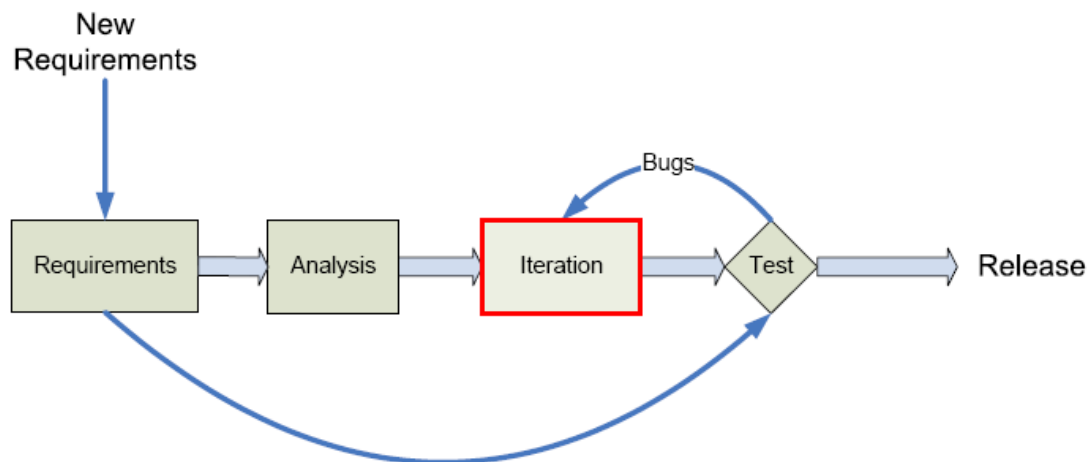 New
Requirements
Bugs
Requirements
Analysis
Iteration
Test
Release